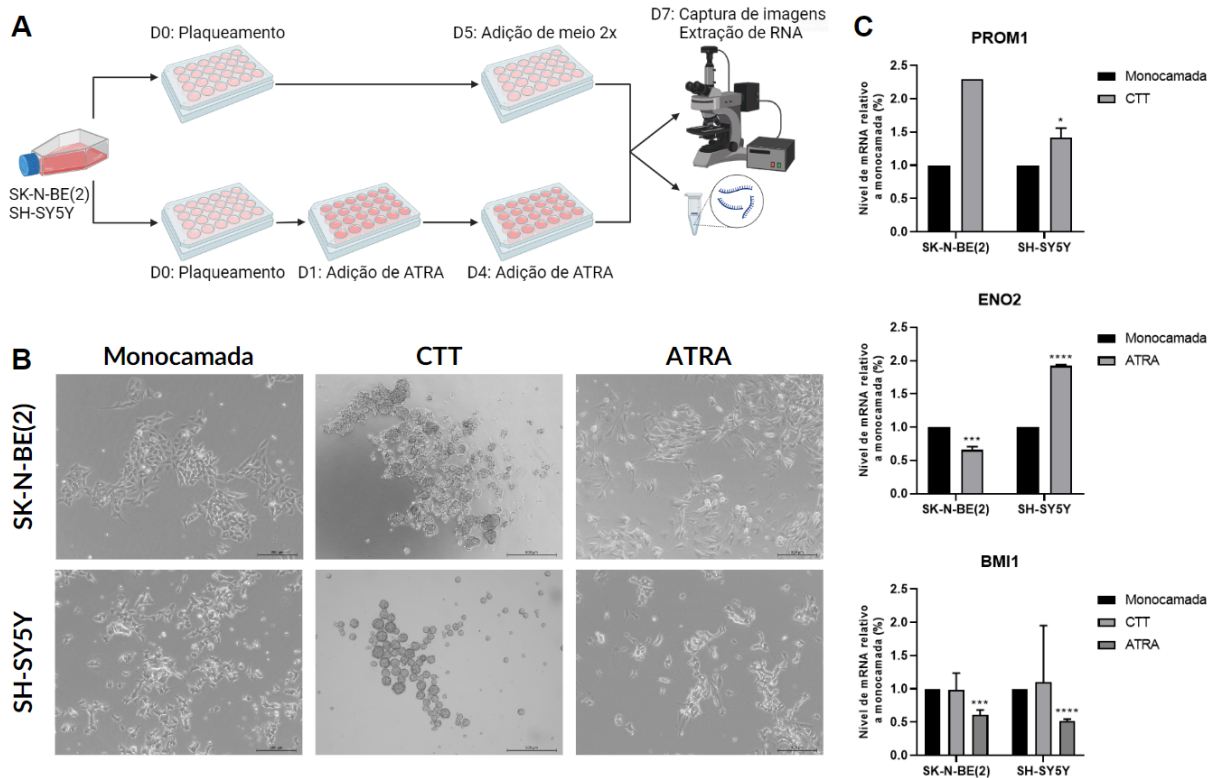 A
D0: Plaqueamento
D5: Adição de meio 2x
D7: Captura de imagens
Extração de RNA
SK-N-BE(2)
SH-SY5Y
D0: Plaqueamento
D1: Adição de ATRA
D4: Adição de ATRA
B
Monocamada
CTT
ATRA
SK-N-BE(2)
SH-SY5Y
C
PROM1
Nível de mRNA relativo
a monocamada (%)
2.5
2.0
1.5
1.0
0.5
0.0
*
SK-N-BE(2)
SH-SY5Y
Monocamada
CTT
ENO2
Nível de mRNA relativo
a monocamada (%)
2.5
2.0
1.5
1.0
0.5
0.0
***
****
SK-N-BE(2)
SH-SY5Y
Monocamada
ATRA
BMI1
Nível de mRNA relativo
a monocamada (%)
2.5
2.0
1.5
1.0
0.5
0.0
***
****
SK-N-BE(2)
SH-SY5Y
Monocamada
CTT
ATRA